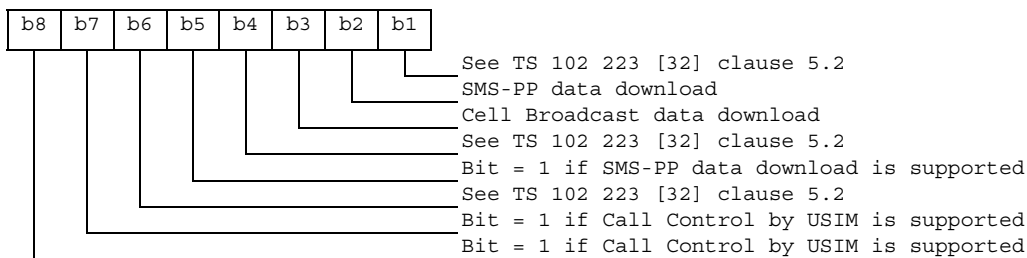 b8 b7 b6 b5 b4 b3 b2 b1
See TS 102 223 [32] clause 5.2
SMS-PP data download
Cell Broadcast data download
See TS 102 223 [32] clause 5.2
Bit = 1 if SMS-PP data download is supported
See TS 102 223 [32] clause 5.2
Bit = 1 if Call Control by USIM is supported
Bit = 1 if Call Control by USIM is supported